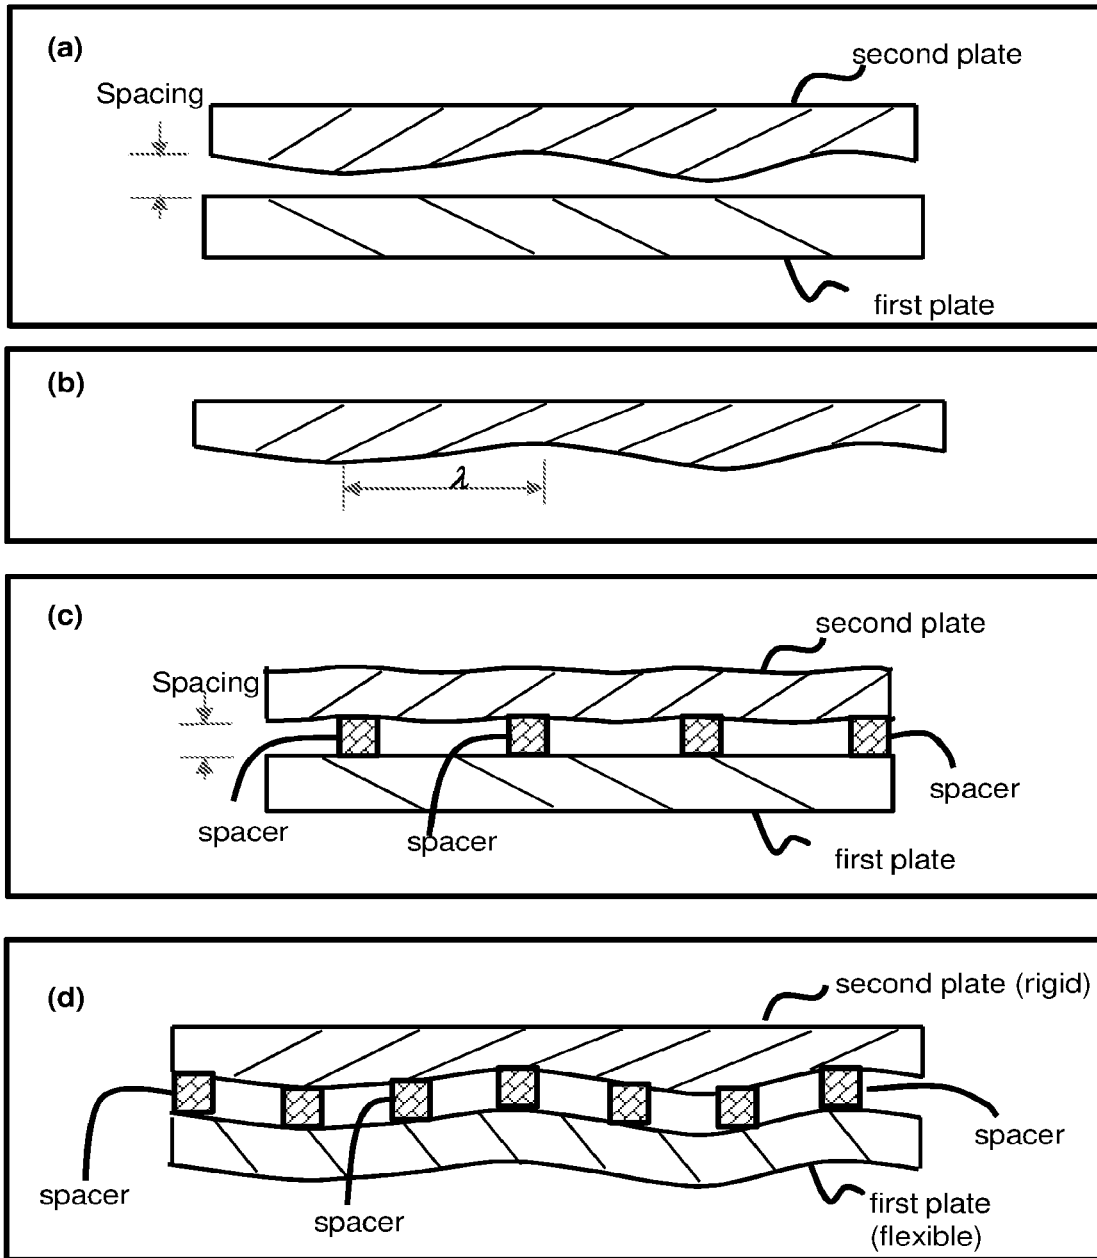 (a)
second plate
Spacing
first plate
(b)
λ
(c)
second plate
Spacing
spacer
spacer
spacer
first plate
(d)
second plate (rigid)
spacer
spacer
spacer
first plate
(flexible)